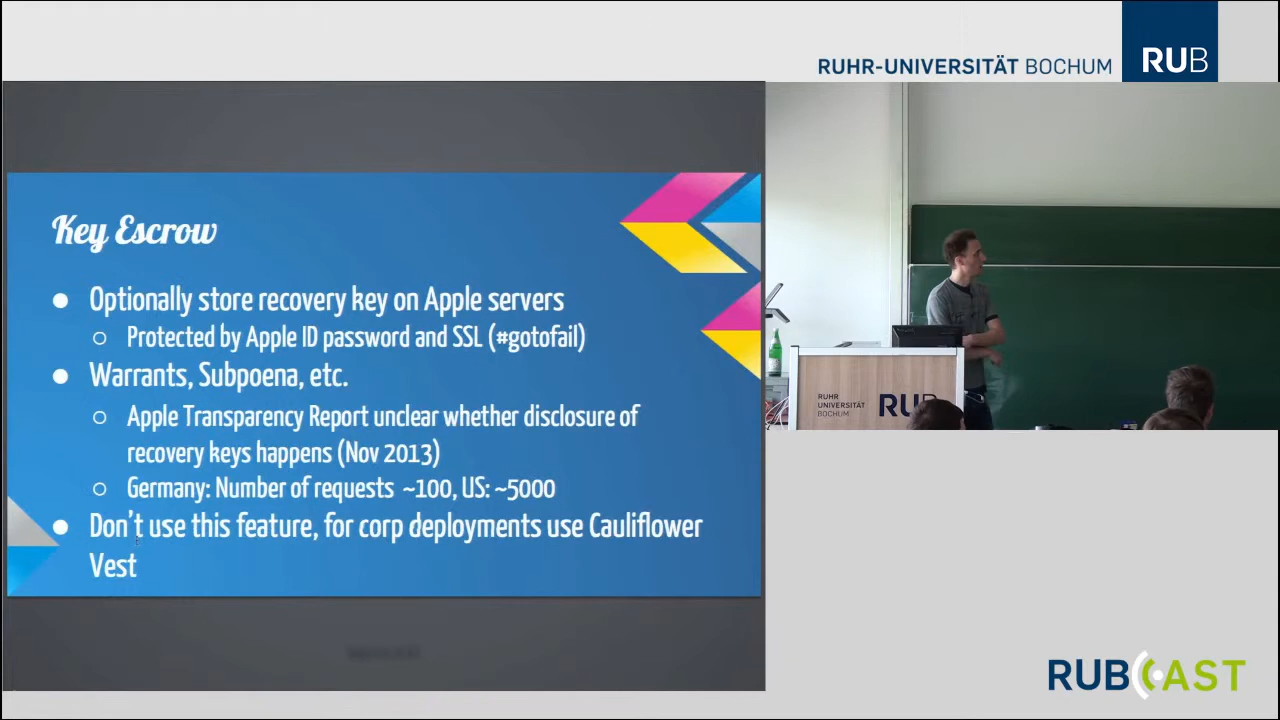 RUHR-UNIVERSITÄT BOCHUM
RUB
Key Escrow
● Optionally store recovery key on Apple servers
○ Protected by Apple ID password and SSL (#gotofail)
● Warrants, Subpoena, etc.
○ Apple Transparency Report unclear whether disclosure of
recovery keys happens (Nov 2013)
○ Germany: Number of requests ~100, US: ~5000
● Don't use this feature, for corp deployments use Cauliflower
Vest
RUHR
UNIVERSITÄT
BOCHUM
RUB
RUBCAST